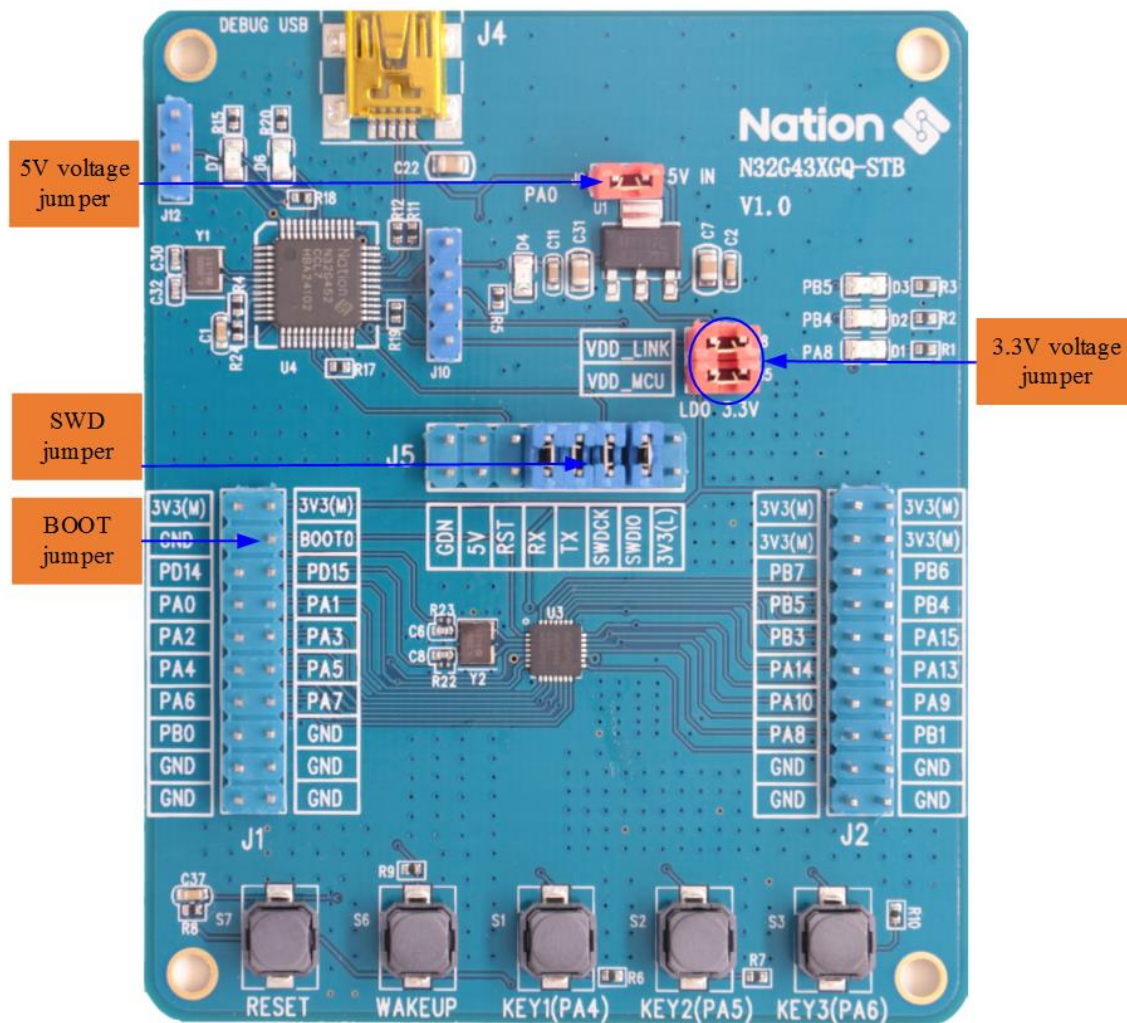 DEBUG USB
J4
R15
R20
D7
D6
C22
R18
J12
Y1
R12
R11
C30
C32
R4
C1
R2
U4
R17
R19
J10
R5
D4
C11
C31
PA0
U1
5V IN
C7
C2
Nation
N32G43XGQ-STB
V1.0
PB5
D3
R3
PB4
D2
R2
PA8
D1
R1
VDD_LINK
VDD_MCU
LDO 3.3V
5V voltage
jumper
3.3V voltage
jumper
SWD
jumper
BOOT
jumper
Nation
J5
GDN
5V
RST
RX
TX
SWDCK
SWDIO
3V3(L)
3V3(M) 3V3(M)
GND BOOT0
PD14 PD15
PA0 PA1
PA2 PA3
PA4 PA5
PA6 PA7
PB0 GND
GND GND
GND GND
J1
R23
C6
C8
R22
Y2
U3
3V3(M) 3V3(M)
3V3(M) 3V3(M)
PB7 PB6
PB5 PB4
PB3 PA15
PA14 PA13
PA10 PA9
PA8 PB1
GND GND
GND GND
J2
C37
R8
S7
R9
S6
S1
R6
S2
R7
S3
R10
RESET
WAKEUP
KEY1(PA4)
KEY2(PA5)
KEY3(PA6)